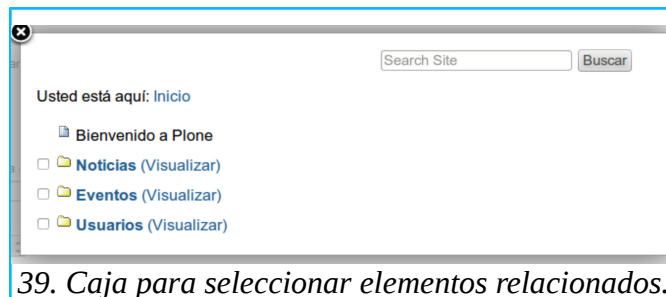 Search Site
Buscar
Usted está aquí: Inicio
Bienvenido a Plone
Noticias (Visualizar)
Eventos (Visualizar)
Usuarios (Visualizar)
39. Caja para seleccionar elementos relacionados.